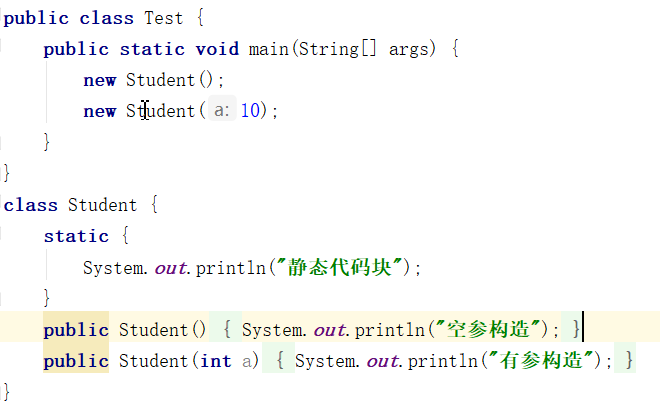 public class Test {
    public static void main(String[] args) {
        new Student();
        new Student( a: 10);
    }
}
class Student {
    static {
        System.out.println("静态代码块");
    }
    public Student() { System.out.println("空参构造"); }
    public Student(int a) { System.out.println("有参构造"); }
}